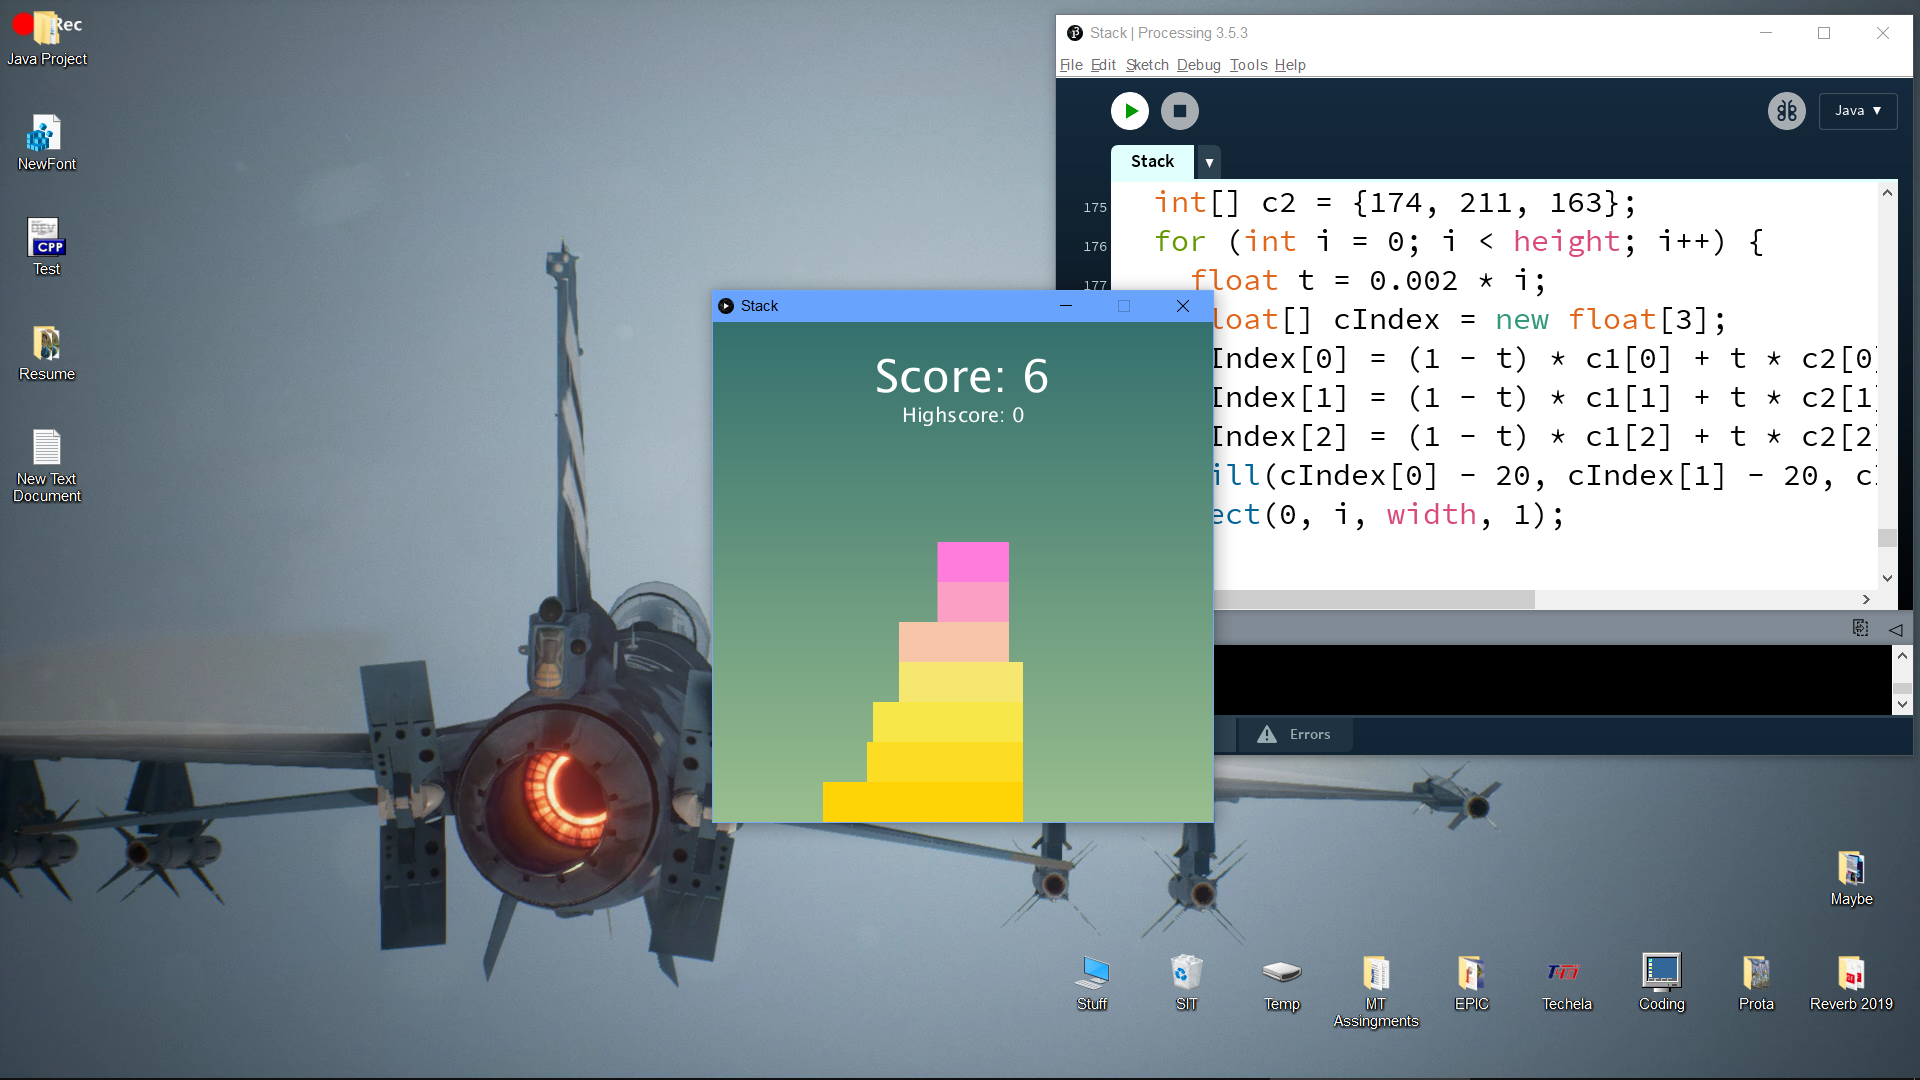 Rec
Java Project
NewFont
DEV
CPP
Test
Resume
New Text
Document
Stack | Processing 3.5.3
File Edit Sketch Debug Tools Help
Java ▼
Stack ▼
175 int[] c2 = {174, 211, 163};
176 for (int i = 0; i < height; i++) {
177 float t = 0.002 * i;
loat[] cIndex = new float[3];
Index[0] = (1 - t) * c1[0] + t * c2[0
Index[1] = (1 - t) * c1[1] + t * c2[1]
Index[2] = (1 - t) * c1[2] + t * c2[2
ill(cIndex[0] - 20, cIndex[1] - 20, c
ect(0, i, width, 1);
Errors
Stack
Score: 6
Highscore: 0
Maybe
Stuff
SIT
Temp
MT
Assingments
EPIC
Techela
Coding
Prota
Reverb 2019